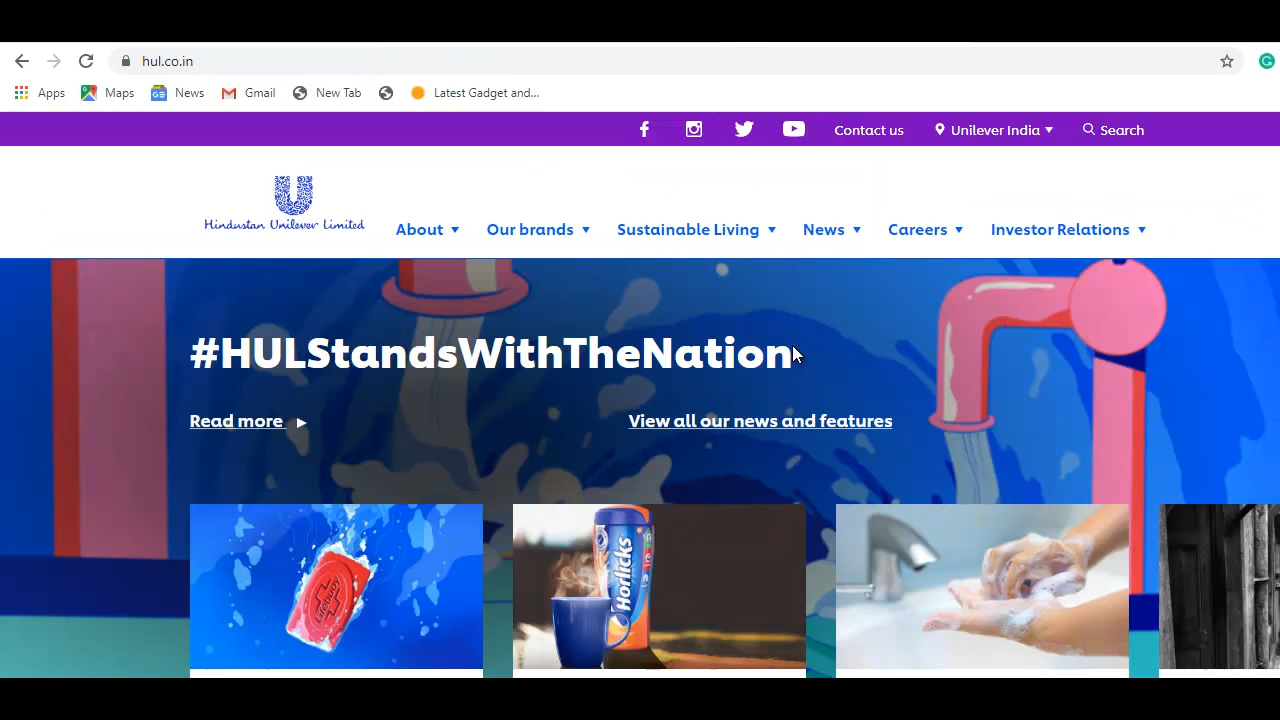 hul.co.in
Apps Maps News Gmail New Tab Latest Gadget and...
Contact us Unilever India Search
Hindustan Unilever Limited
About Our brands Sustainable Living News Careers Investor Relations
#HULStandsWithTheNation
Read more View all our news and features
Lifebuoy
Horlicks